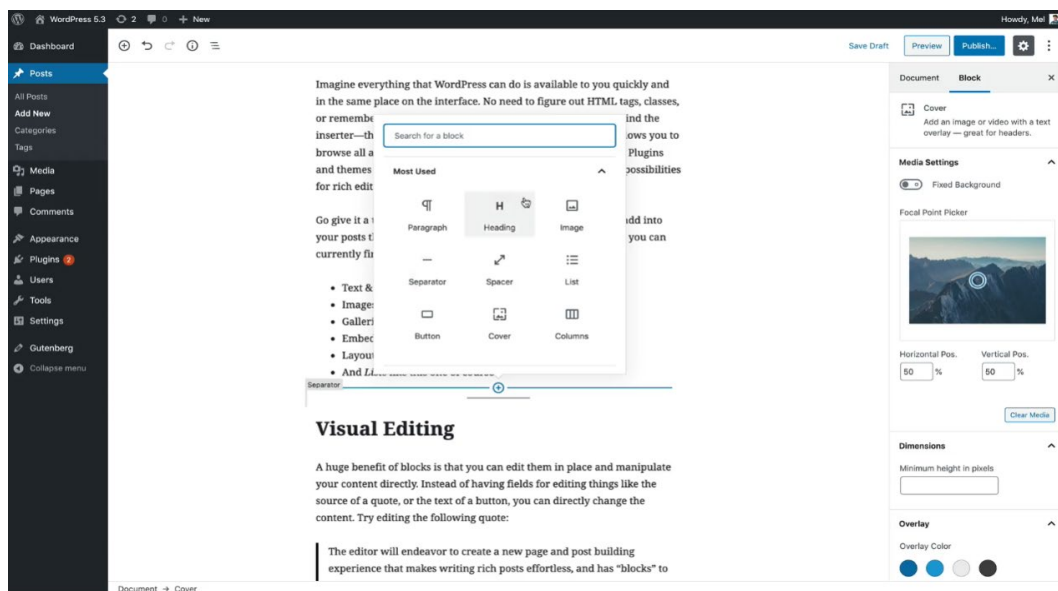 WordPress 5.3 2 0 + New Howdy, Mel
Dashboard
Posts
All Posts
Add New
Categories
Tags
Media
Pages
Comments
Appearance
Plugins 2
Users
Tools
Settings
Gutenberg
Collapse menu
Save Draft Preview Publish...
Imagine everything that WordPress can do is available to you quickly and
in the same place on the interface. No need to figure out HTML tags, classes,
or remembe ind the
inserter—th ows you to
browse all a Plugins
and themes possibilities
for rich edit
Go give it a add into
your posts you can
currently
Search for a block
Most Used
Paragraph Heading Image
Separator Spacer List
Button Cover Columns
• Text &
• Image
• Galler
• Embed
• Layou
• And
Separator
Visual Editing
A huge benefit of blocks is that you can edit them in place and manipulate
your content directly. Instead of having fields for editing things like the
source of a quote, or the text of a button, you can directly change the
content. Try editing the following quote:
The editor will endeavor to create a new page and post building
experience that makes writing rich posts effortless, and has “blocks” to
Document → Cover
Document Block ×
Cover
Add an image or video with a text
overlay — great for headers.
Media Settings
Fixed Background
Focal Point Picker
Horizontal Pos. Vertical Pos.
50 % 50 %
Clear Media
Dimensions
Minimum height in pixels
Overlay
Overlay Color